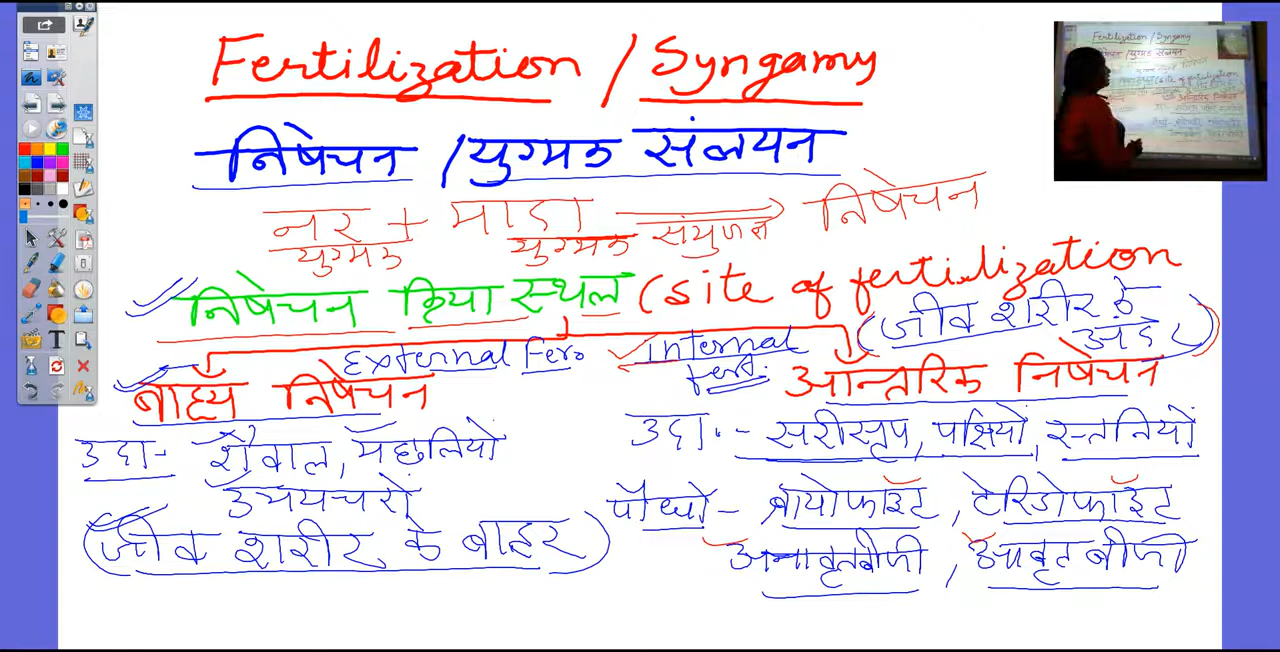 Fertilization / Syngamy
निषेचन / युग्मक संलयन
नर + मादा संयुजन निषेचन
युग्मक युग्मक
निषेचन क्रिया स्थल (Site of fertilization
बाह्य निषेचन External Fer
Internal Fert. आन्तरिक निषेचन (जीव शरीर के अंदर)
उदा- शैवाल, मछलियों
उभयचरों
(जीव शरीर के बाहर)
उदा.- सरीसृप, पक्षियों, स्तनियों
पौधों - ब्रायोफाइट, टेरिडोफाइट
अनावृतबीजी, आवृत बीजी